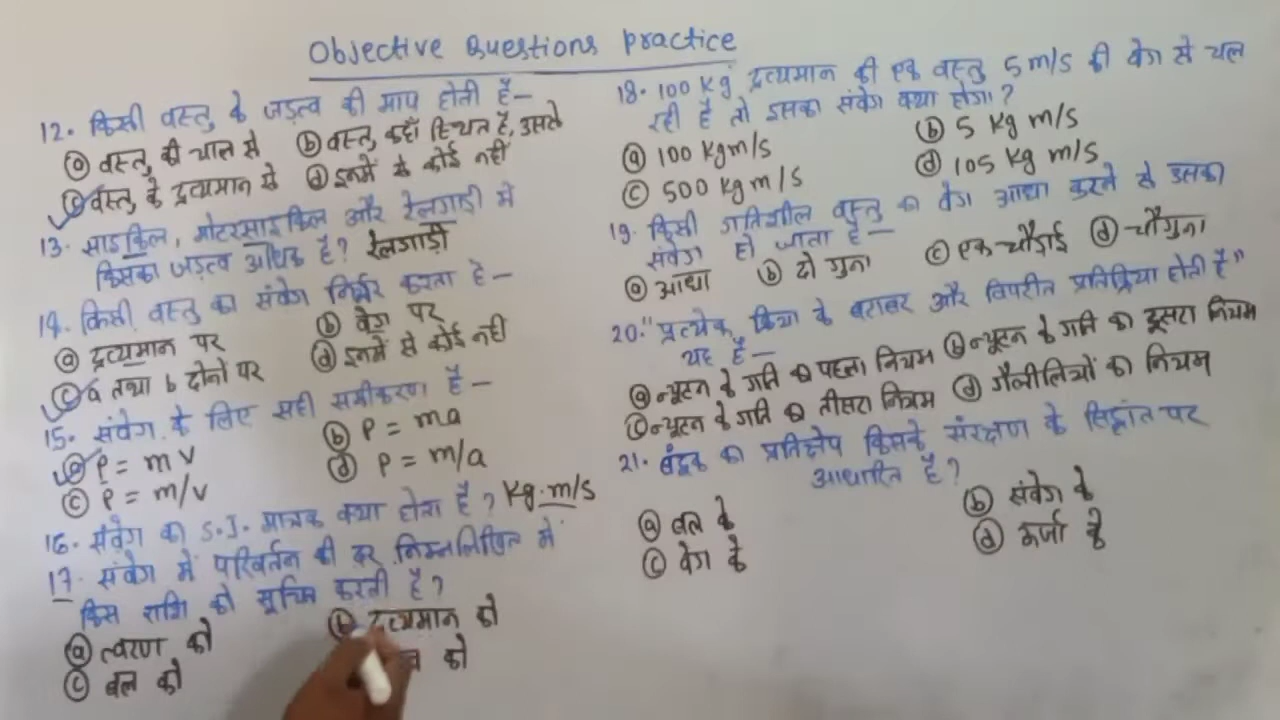 Objective Questions Practice
12. किसी वस्तु के जड़त्व की माप होती है—
(a) वस्तु की चाल से (b) वस्तु कहाँ स्थित है, उससे
(c) वस्तु के द्रव्यमान से (d) इनमें से कोई नहीं
13. साइकिल, मोटरसाइकिल और रेलगाड़ी में
किसका जड़त्व अधिक है? रेलगाड़ी
14. किसी वस्तु का संवेग निर्भर करता है—
(a) द्रव्यमान पर (b) वेग पर
(c) a तथा b दोनों पर (d) इनमें से कोई नहीं
15. संवेग के लिए सही समीकरण है—
(a) P = mv (b) P = ma
(c) P = m/v (d) P = m/a
16. संवेग का S.I. मात्रक क्या होता है? Kg.m/s
17. संवेग में परिवर्तन की दर निम्नलिखित में
किस राशि को सूचित करती है?
(a) त्वरण को (b) द्रव्यमान को
(c) बल को को
18. 100 kg द्रव्यमान की एक वस्तु 5 m/s की वेग से चल
रही है तो इसका संवेग क्या होगा?
(a) 100 Kgm/s (b) 5 Kg m/s
(c) 500 Kgm/s (d) 105 Kg m/s
19. किसी गतिशील वस्तु का वेग आधा करने से उसका
संवेग हो जाता है—
(a) आधा (b) दो गुना (c) एक-चौड़ाई (d) चौगुना
20. "प्रत्येक क्रिया के बराबर और विपरीत प्रतिक्रिया होती है"
यह है—
(a) न्यूटन के गति का पहला नियम (b) न्यूटन के गति का दूसरा नियम
(c) न्यूटन के गति का तीसरा नियम (d) गैलीलियो का नियम
21. बंदूक का प्रतिक्षेप किसके संरक्षण के सिद्धांत पर
आधारित है?
(a) बल के (b) संवेग के
(c) वेग के (d) ऊर्जा के